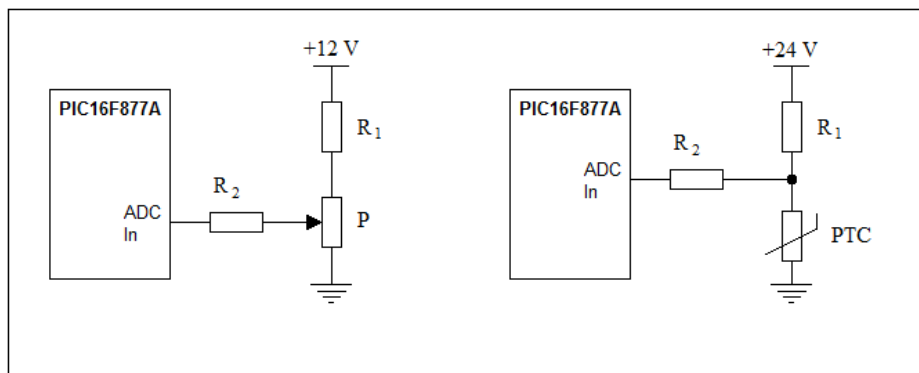 +12 V
PIC16F877A
R1
R2
ADC
In
P
+24 V
PIC16F877A
R1
R2
ADC
In
PTC